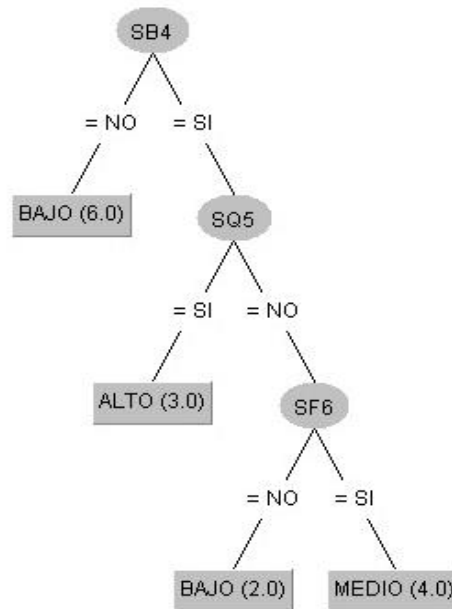 SB4
= NO
= SI
BAJO (6.0)
SQ5
= SI
= NO
ALTO (3.0)
SF6
= NO
= SI
BAJO (2.0)
MEDIO (4.0)